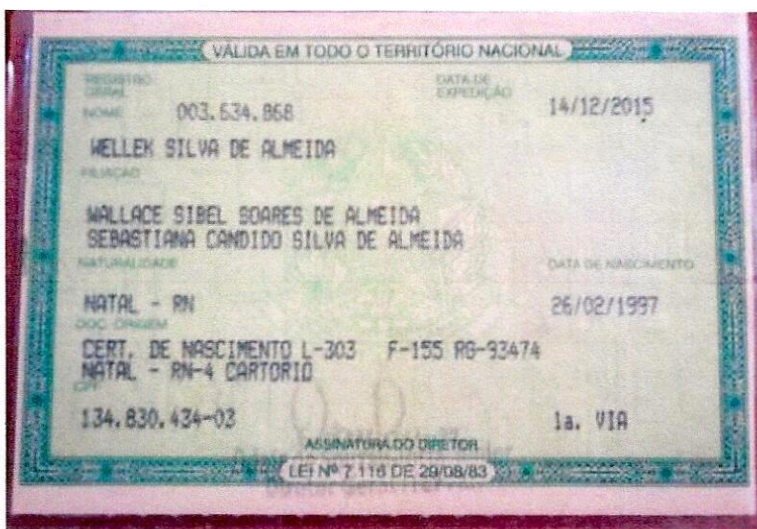 VÁLIDA EM TODO O TERRITÓRIO NACIONAL
REGISTRO GERAL 003.634.868 DATA DE EXPEDIÇÃO 14/12/2015
NOME
WELLEK SILVA DE ALMEIDA
FILIAÇÃO
WALLACE SIBEL SOARES DE ALMEIDA
SEBASTIANA CANDIDO SILVA DE ALMEIDA
NATURALIDADE DATA DE NASCIMENTO
NATAL - RN 26/02/1997
DOC. ORIGEM
CERT. DE NASCIMENTO L-303 F-155 RG-93474
NATAL - RN-4 CARTORIO
CPF
134.830.434-03 1a. VIA
ASSINATURA DO DIRETOR
LEI Nº 7.116 DE 29/08/83